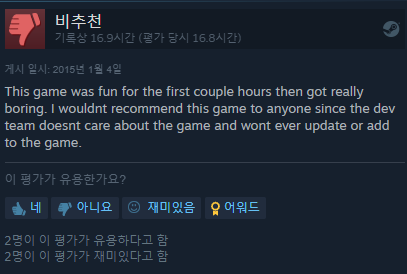 비추천
기록상 16.9시간 (평가 당시 16.8시간)
게시 일시: 2015년 1월 4일
This game was fun for the first couple hours then got really
boring. I wouldnt recommend this game to anyone since the dev
team doesnt care about the game and wont ever update or add
to the game.
이 평가가 유용한가요?
네 아니요 재미있음 어워드
2명이 이 평가가 유용하다고 함
2명이 이 평가가 재미있다고 함